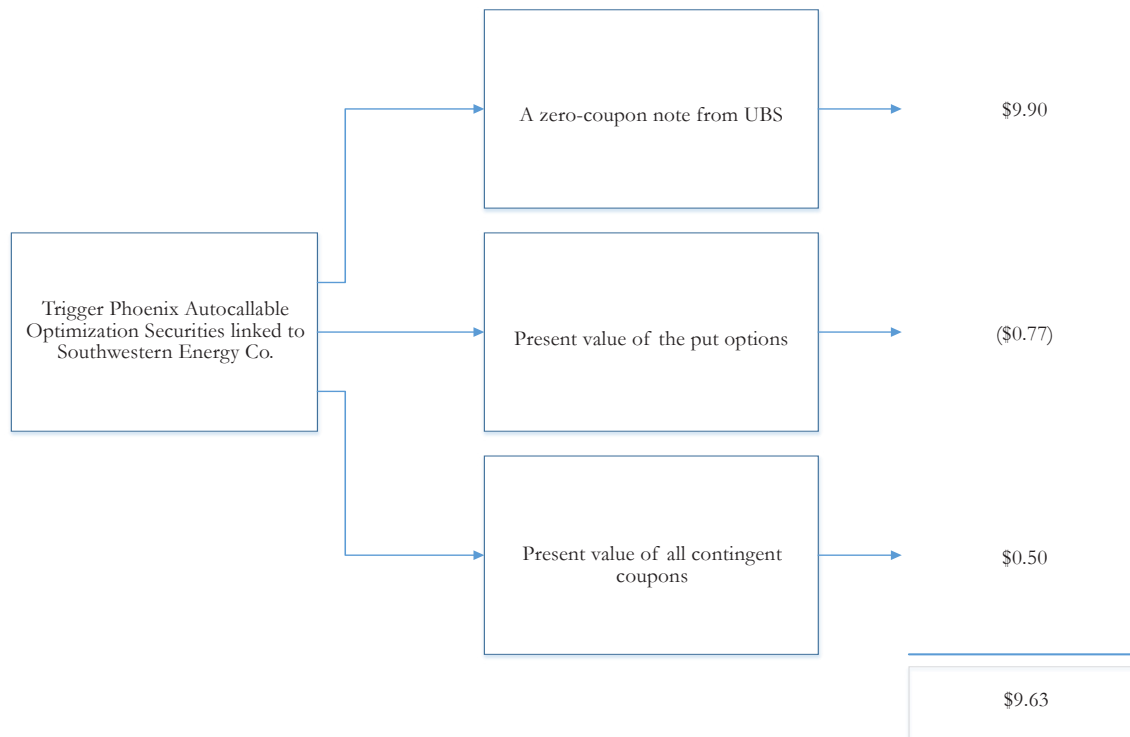 A zero-coupon note from UBS
$9.90
Trigger Phoenix Autocallable
Optimization Securities linked to
Southwestern Energy Co.
Present value of the put options
($0.77)
Present value of all contingent
coupons
$0.50
$9.63